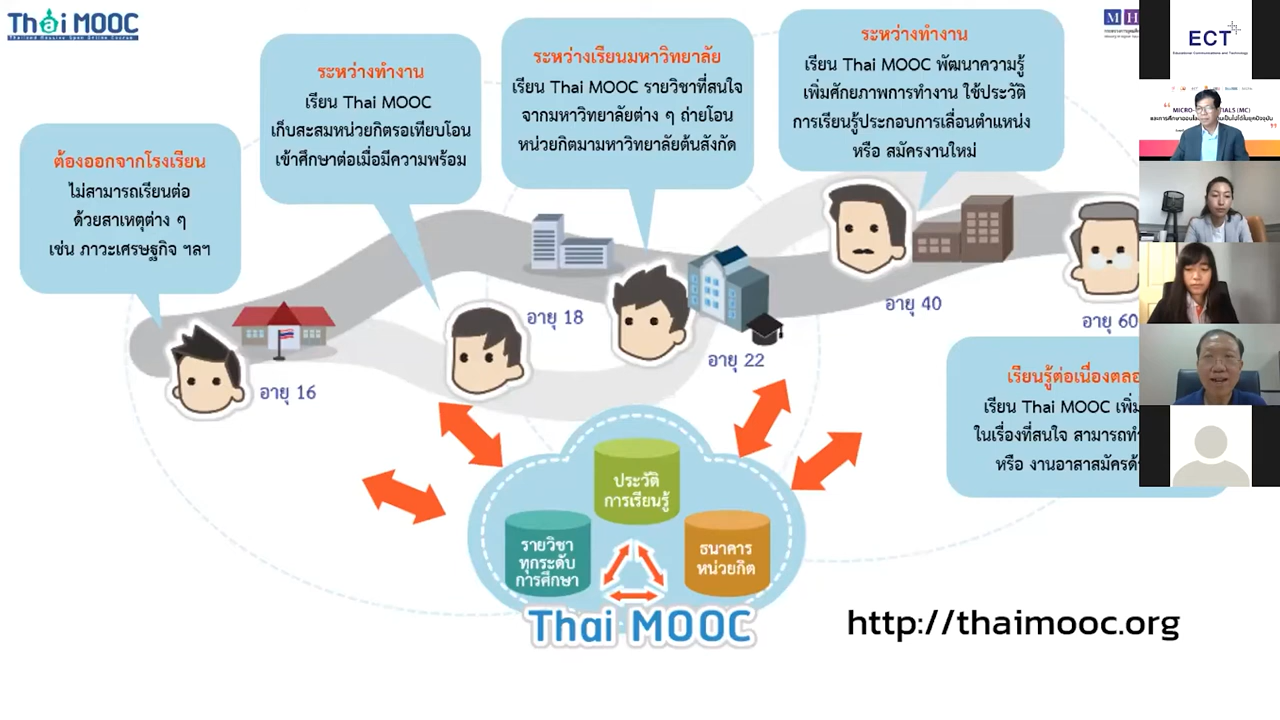 Thai MOOC
Thailand Massive Open Online Course
ต้องออกจากโรงเรียน
ไม่สามารถเรียนต่อ
ด้วยสาเหตุต่าง ๆ
เช่น ภาวะเศรษฐกิจ ฯลฯ
ระหว่างทำงาน
เรียน Thai MOOC
เก็บสะสมหน่วยกิตรอเทียบโอน
เข้าศึกษาต่อเมื่อมีความพร้อม
ระหว่างเรียนมหาวิทยาลัย
เรียน Thai MOOC รายวิชาที่สนใจ
จากมหาวิทยาลัยต่าง ๆ ถ่ายโอน
หน่วยกิตมามหาวิทยาลัยต้นสังกัด
ระหว่างทำงาน
เรียน Thai MOOC พัฒนาความรู้
เพิ่มศักยภาพการทำงาน ใช้ประวัติ
การเรียนรู้ประกอบการเลื่อนตำแหน่ง
หรือ สมัครงานใหม่
MH
ECT
Educational Communications and Technology
อายุ 16
อายุ 18
อายุ 22
อายุ 40
อายุ 60
เรียนรู้ต่อเนื่องตลอ
เรียน Thai MOOC เพิ่ม
ในเรื่องที่สนใจ สามารถทำ
หรือ งานอาสาสมัครด้
ประวัติ
การเรียนรู้
รายวิชา
ทุกระดับ
การศึกษา
ธนาคาร
หน่วยกิต
Thai MOOC
http://thaimooc.org